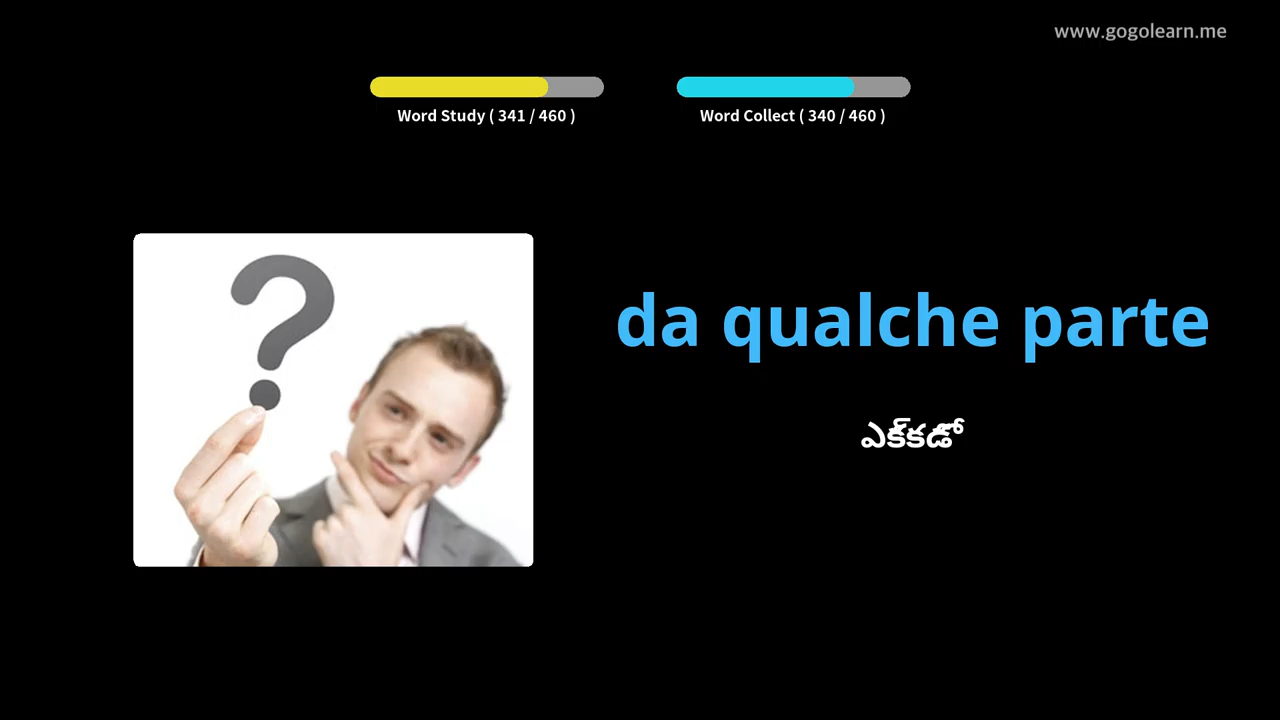 www.gogolearn.me
Word Study ( 341 / 460 )
Word Collect ( 340 / 460 )
da qualche parte
ఎక్కడో